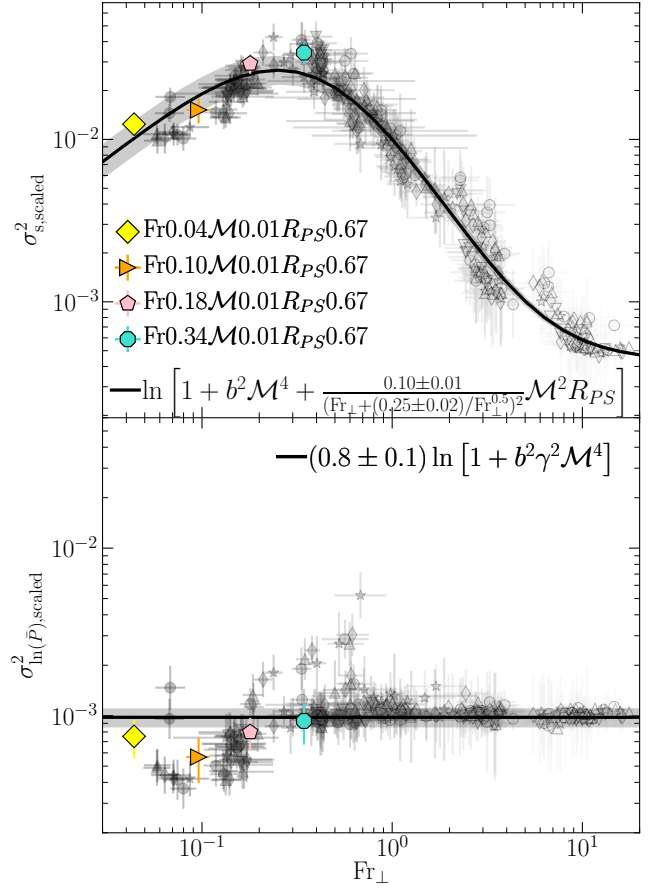 10⁻²
10⁻³
σ²ₛ,scaled
Fr0.04ℳ0.01R_PS0.67
Fr0.10ℳ0.01R_PS0.67
Fr0.18ℳ0.01R_PS0.67
Fr0.34ℳ0.01R_PS0.67
ln [1 + b²ℳ⁴ + 0.10±0.01/(Fr⊥+(0.25±0.02)/Fr⊥^0.5)² ℳ²R_PS]
(0.8 ± 0.1) ln [1 + b²γ²ℳ⁴]
10⁻²
10⁻³
σ²_ln(P̄),scaled
10⁻¹ 10⁰ 10¹
Fr⊥